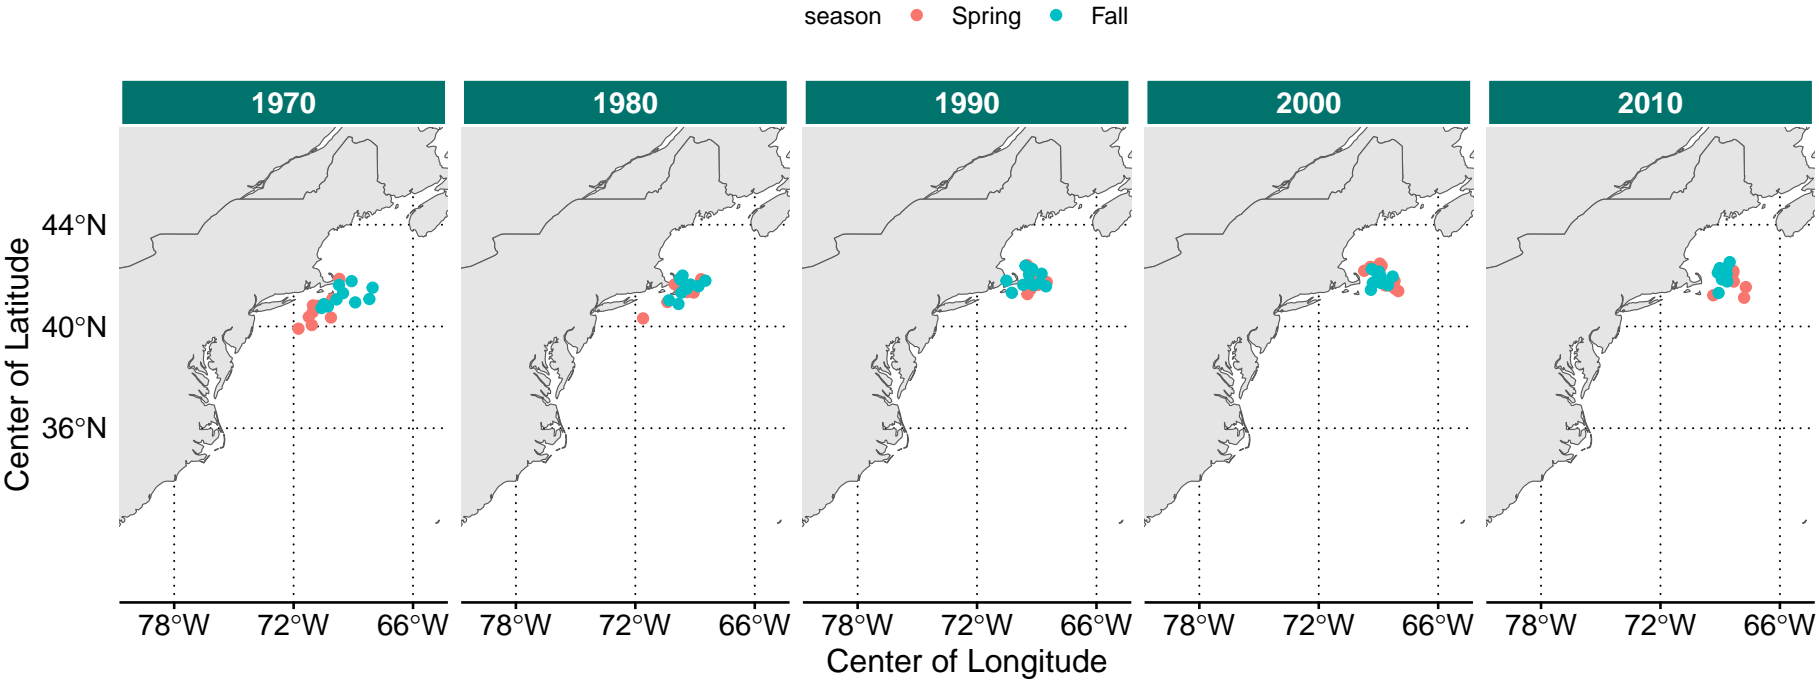 season Spring Fall
1970 1980 1990 2000 2010
44°N
40°N
36°N
78°W 72°W 66°W 78°W 72°W 66°W 78°W 72°W 66°W 78°W 72°W 66°W 78°W 72°W 66°W
Center of Longitude
Center of Latitude